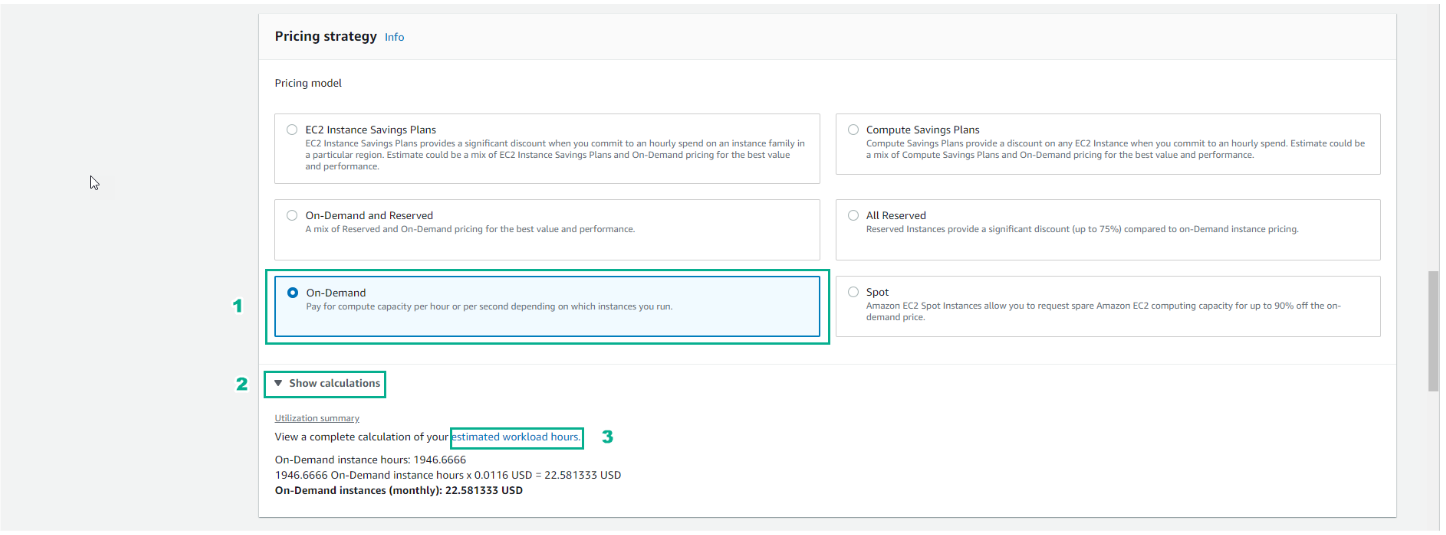 Pricing strategy Info
Pricing model
EC2 Instance Savings Plans
EC2 Instance Savings Plans provides a significant discount when you commit to an hourly spend on an instance family in
a particular region. Estimate could be a mix of EC2 Instance Savings Plans and On-Demand pricing for the best value
and performance.
Compute Savings Plans
Compute Savings Plans provide a discount on any EC2 Instance when you commit to an hourly spend. Estimate could be
a mix of Compute Savings Plans and On-Demand pricing for the best value and performance.
On-Demand and Reserved
A mix of Reserved and On-Demand pricing for the best value and performance.
All Reserved
Reserved Instances provide a significant discount (up to 75%) compared to on-Demand instance pricing.
1
On-Demand
Pay for compute capacity per hour or per second depending on which instances you run.
Spot
Amazon EC2 Spot Instances allow you to request spare Amazon EC2 computing capacity for up to 90% off the on-
demand price.
2
Show calculations
Utilization summary
View a complete calculation of your estimated workload hours. 3
On-Demand instance hours: 1946.6666
1946.6666 On-Demand instance hours x 0.0116 USD = 22.581333 USD
On-Demand instances (monthly): 22.581333 USD